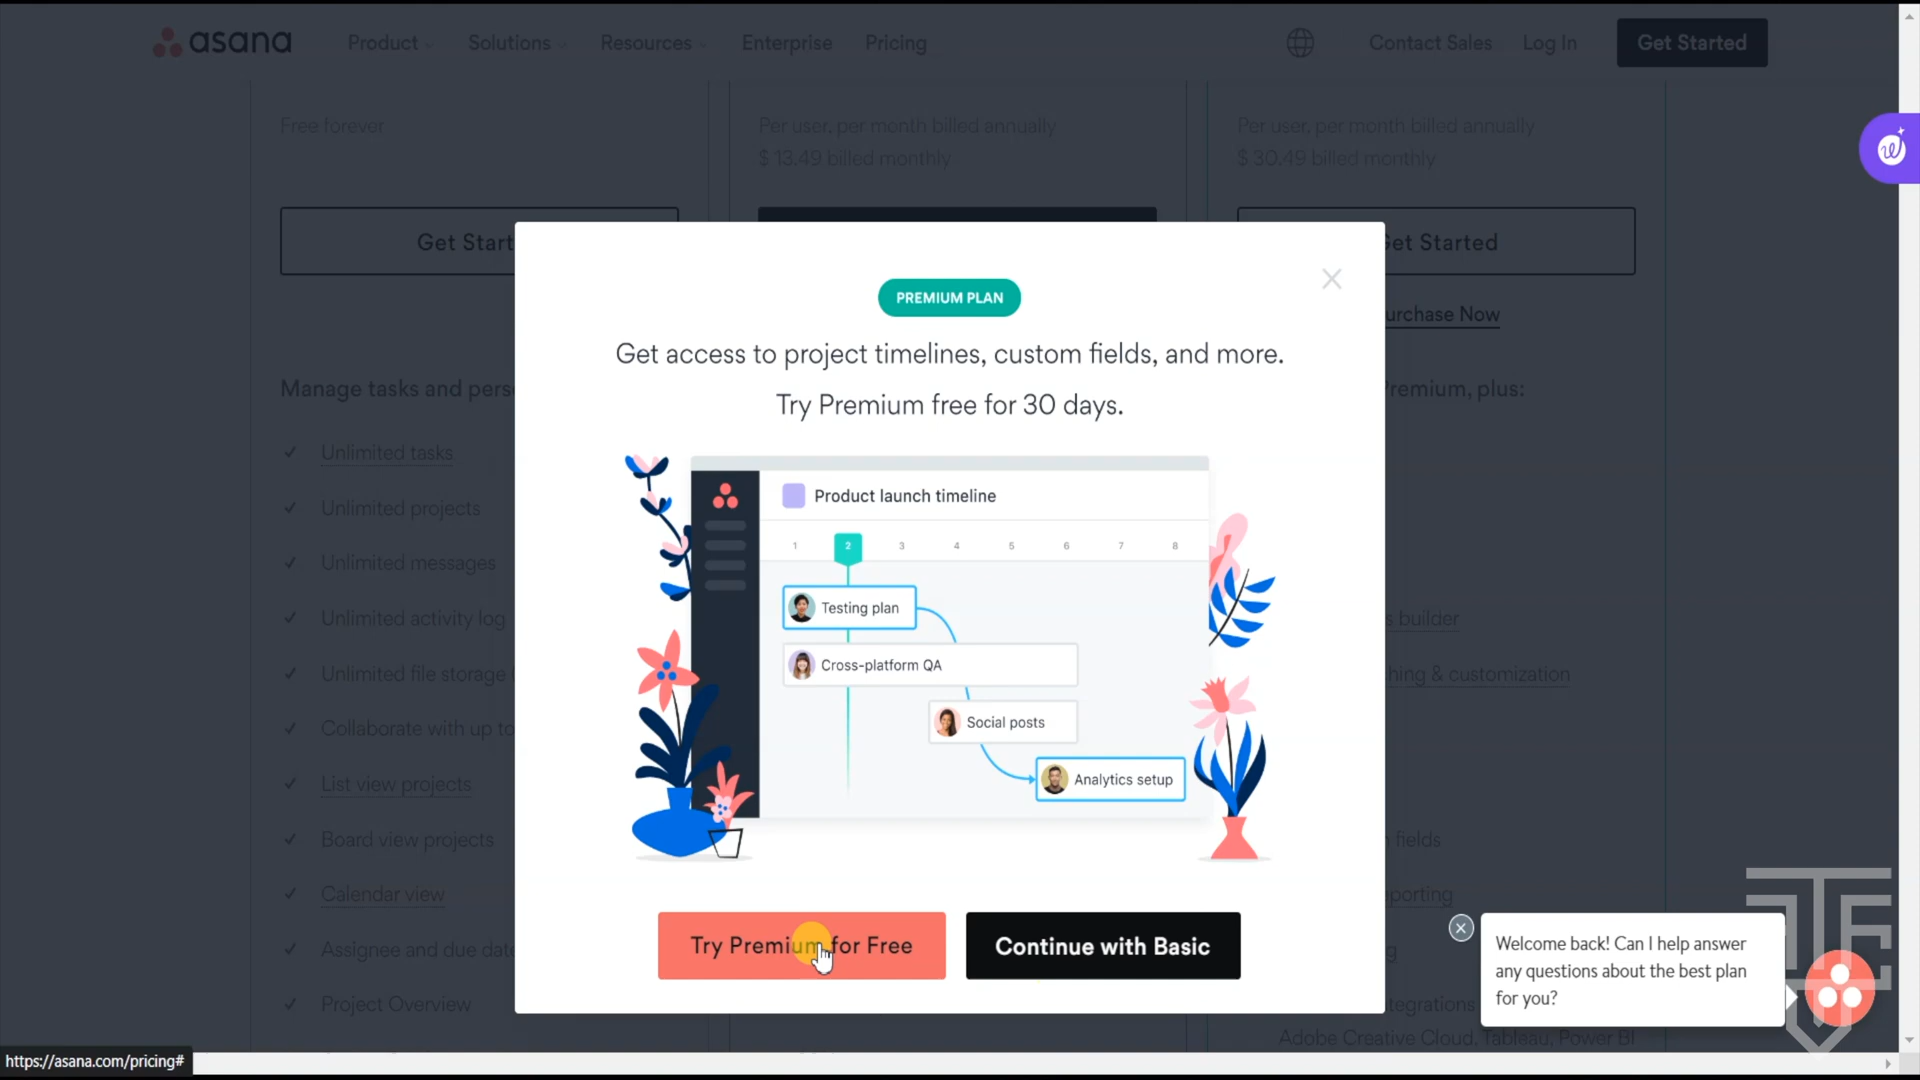 asana
Product
Solutions
Resources
Enterprise
Pricing
Contact Sales
Log In
Get Started
Free forever
Per user, per month billed annually
$ 13.49 billed monthly
Per user, per month billed annually
$ 30.49 billed monthly
Get Start
Get Started
urchase Now
Manage tasks and pers
Premium, plus:
Unlimited tasks
Unlimited projects
Unlimited messages
Unlimited activity log
Unlimited file storage
Collaborate with up to
List view projects
Board view projects
Calendar view
Assignee and due date
Project Overview
s builder
hing & customization
fields
porting
g
tegrations
Adobe Creative Cloud, Tableau, Power BI
PREMIUM PLAN
Get access to project timelines, custom fields, and more.
Try Premium free for 30 days.
Product launch timeline
1 2 3 4 5 6 7 8
Testing plan
Cross-platform QA
Social posts
Analytics setup
Try Premium for Free
Continue with Basic
Welcome back! Can I help answer
any questions about the best plan
for you?
https://asana.com/pricing#